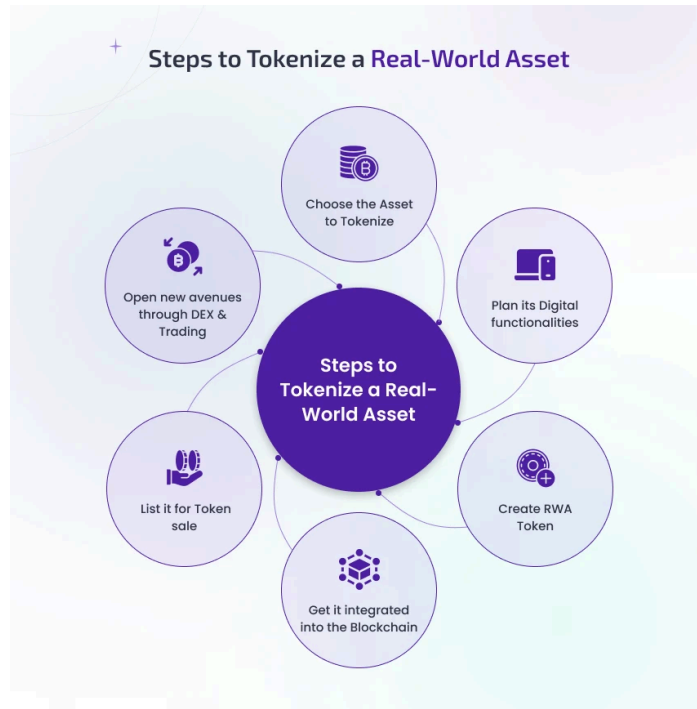 Steps to Tokenize a Real-World Asset
Choose the Asset
to Tokenize
Plan its Digital
functionalities
Create RWA
Token
Get it integrated
into the Blockchain
List it for Token
sale
Open new avenues
through DEX &
Trading
Steps to
Tokenize a Real-
World Asset